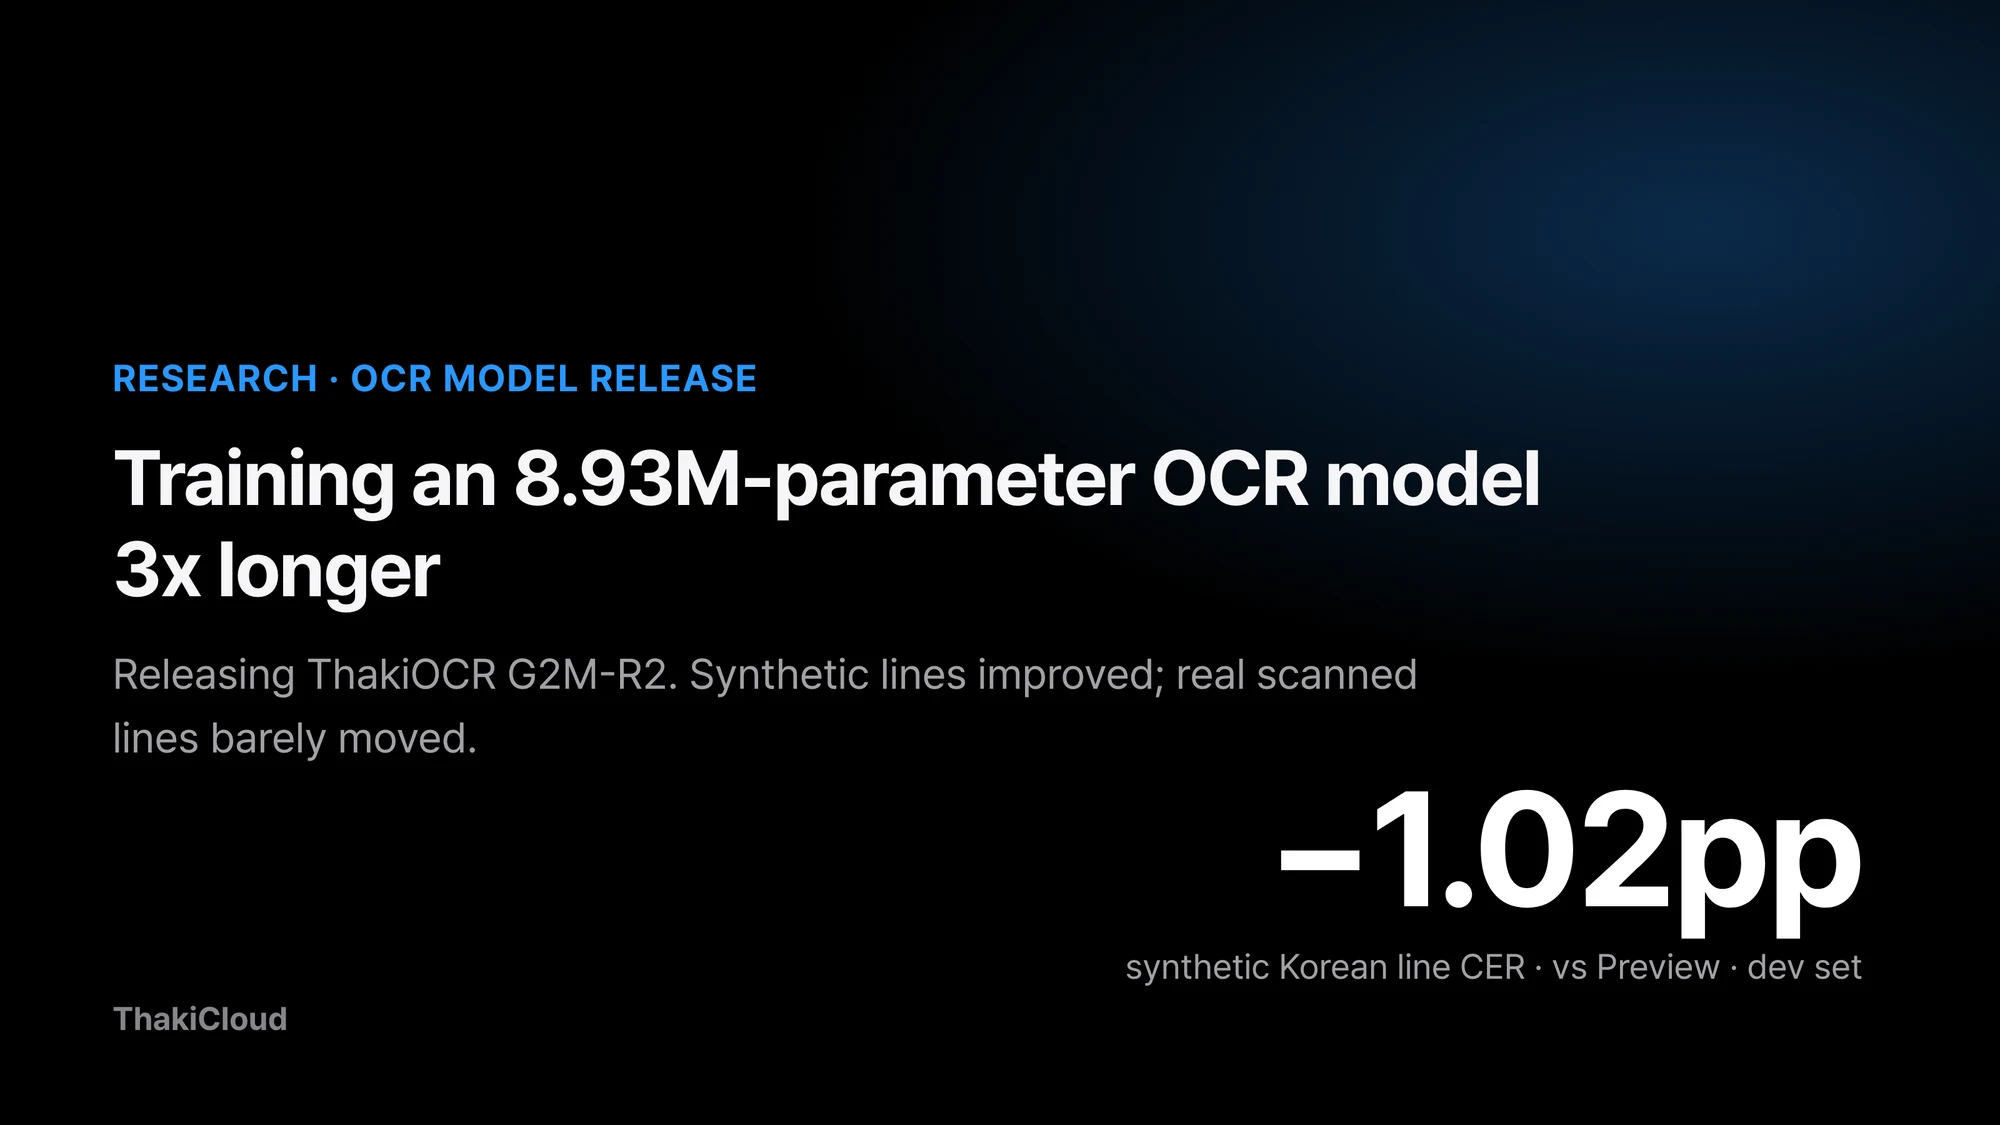 RESEARCH · OCR MODEL RELEASE
Training an 8.93M-parameter OCR model
3x longer
Releasing ThakiOCR G2M-R2. Synthetic lines improved; real scanned
lines barely moved.
−1.02pp
synthetic Korean line CER · vs Preview · dev set
ThakiCloud